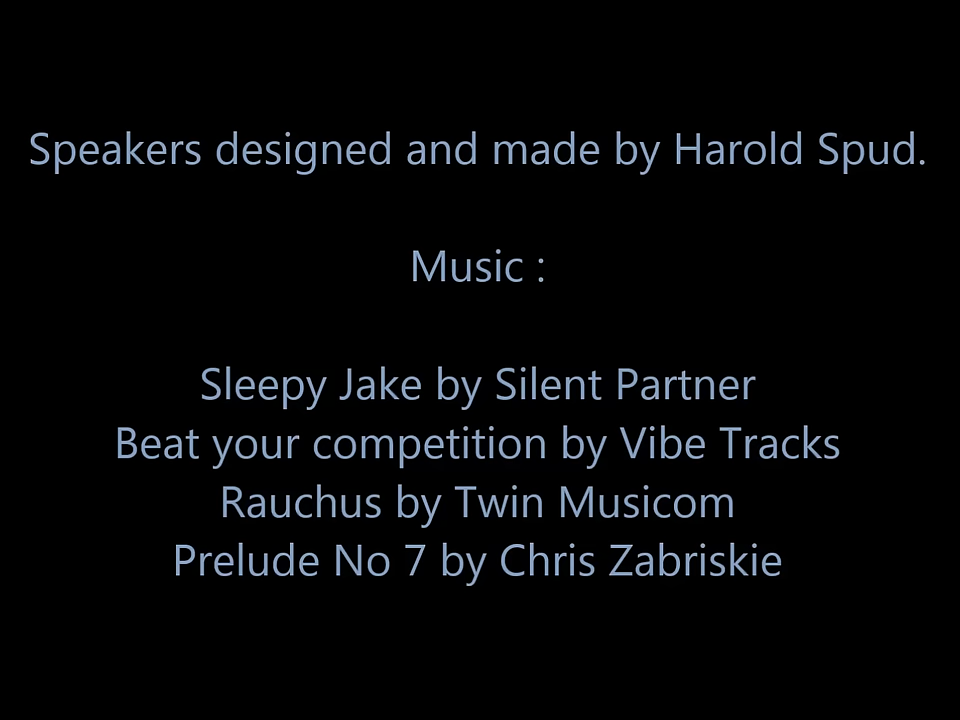 Speakers designed and made by Harold Spud.
Music :
Sleepy Jake by Silent Partner
Beat your competition by Vibe Tracks
Rauchus by Twin Musicom
Prelude No 7 by Chris Zabriskie